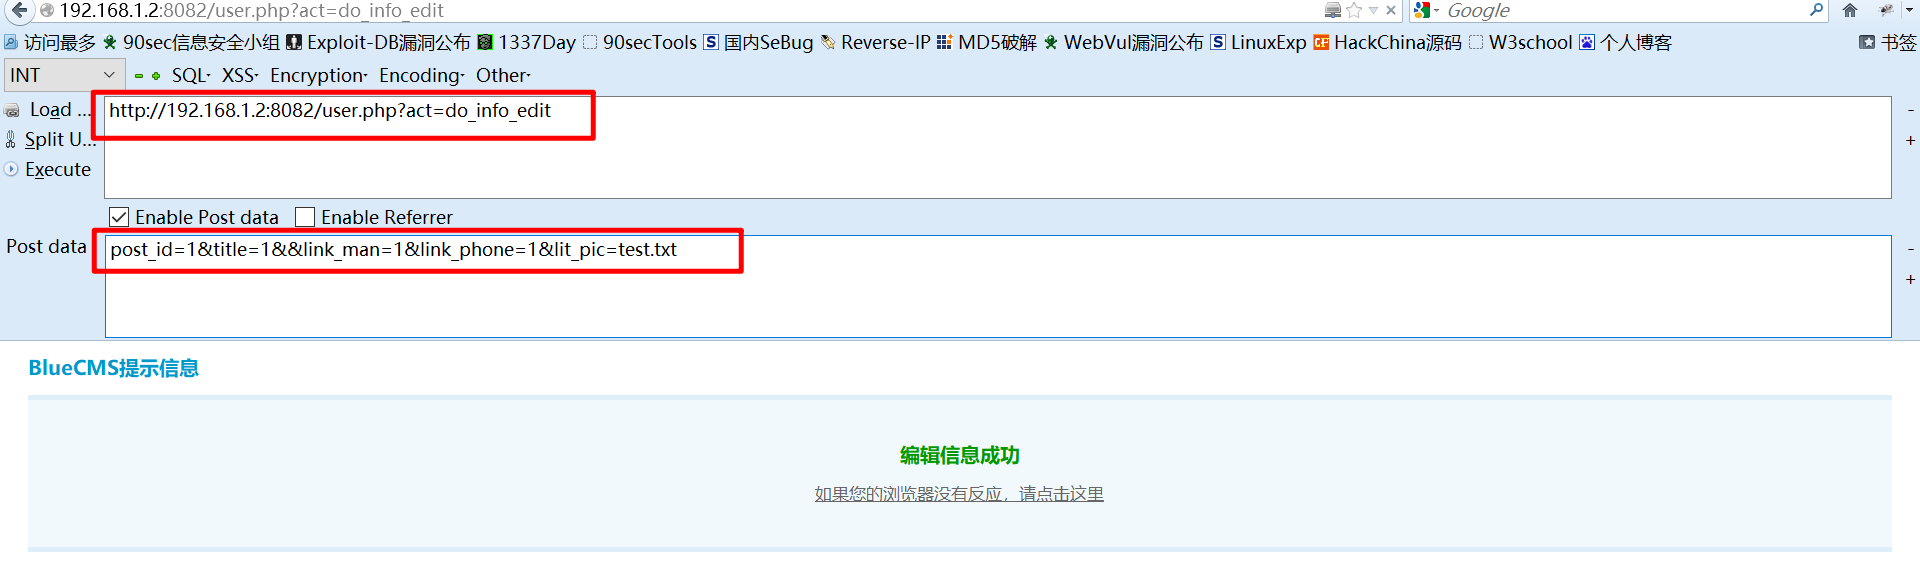 192.168.1.2:8082/user.php?act=do_info_edit Google
访问最多 90sec信息安全小组 Exploit-DB漏洞公布 1337Day 90secTools 国内SeBug Reverse-IP MD5破解 WebVul漏洞公布 LinuxExp HackChina源码 W3school 个人博客 书签
INT SQL XSS Encryption Encoding Other
Load ... http://192.168.1.2:8082/user.php?act=do_info_edit
Split U...
Execute
Enable Post data Enable Referrer
Post data post_id=1&title=1&&link_man=1&link_phone=1&lit_pic=test.txt
BlueCMS提示信息
编辑信息成功
如果您的浏览器没有反应，请点击这里